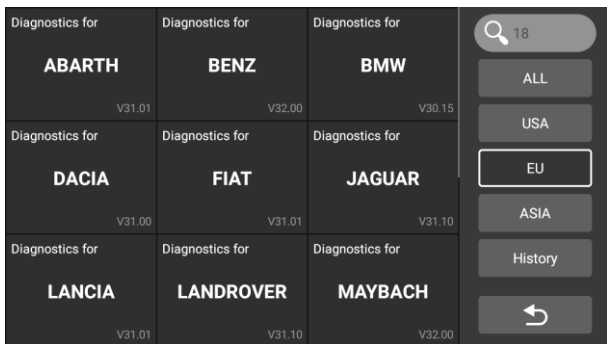 Diagnostics for
ABARTH
V31.01
Diagnostics for
BENZ
V32.00
Diagnostics for
BMW
V30.15
Diagnostics for
DACIA
V31.00
Diagnostics for
FIAT
V31.01
Diagnostics for
JAGUAR
V31.10
Diagnostics for
LANCIA
V31.01
Diagnostics for
LANDROVER
V31.10
Diagnostics for
MAYBACH
V32.00
18
ALL
USA
EU
ASIA
History